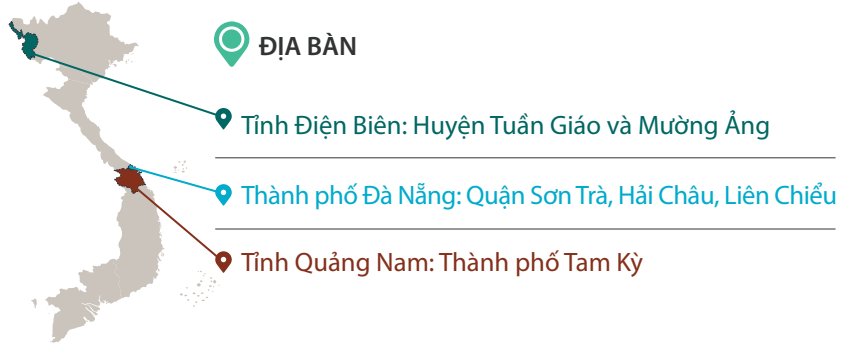 ĐỊA BÀN
Tỉnh Điện Biên: Huyện Tuần Giáo và Mường Ảng
Thành phố Đà Nẵng: Quận Sơn Trà, Hải Châu, Liên Chiểu
Tỉnh Quảng Nam: Thành phố Tam Kỳ